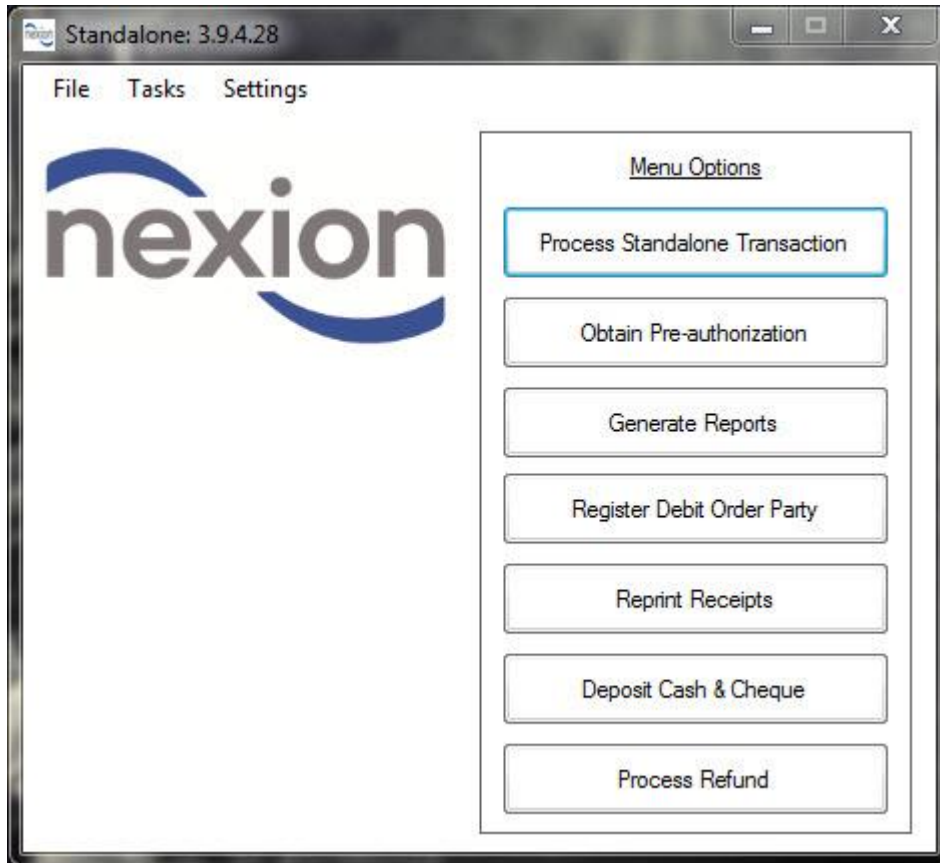 Standalone: 3.9.4.28
File Tasks Settings
nexion
Menu Options
Process Standalone Transaction
Obtain Pre-authorization
Generate Reports
Register Debit Order Party
Reprint Receipts
Deposit Cash & Cheque
Process Refund